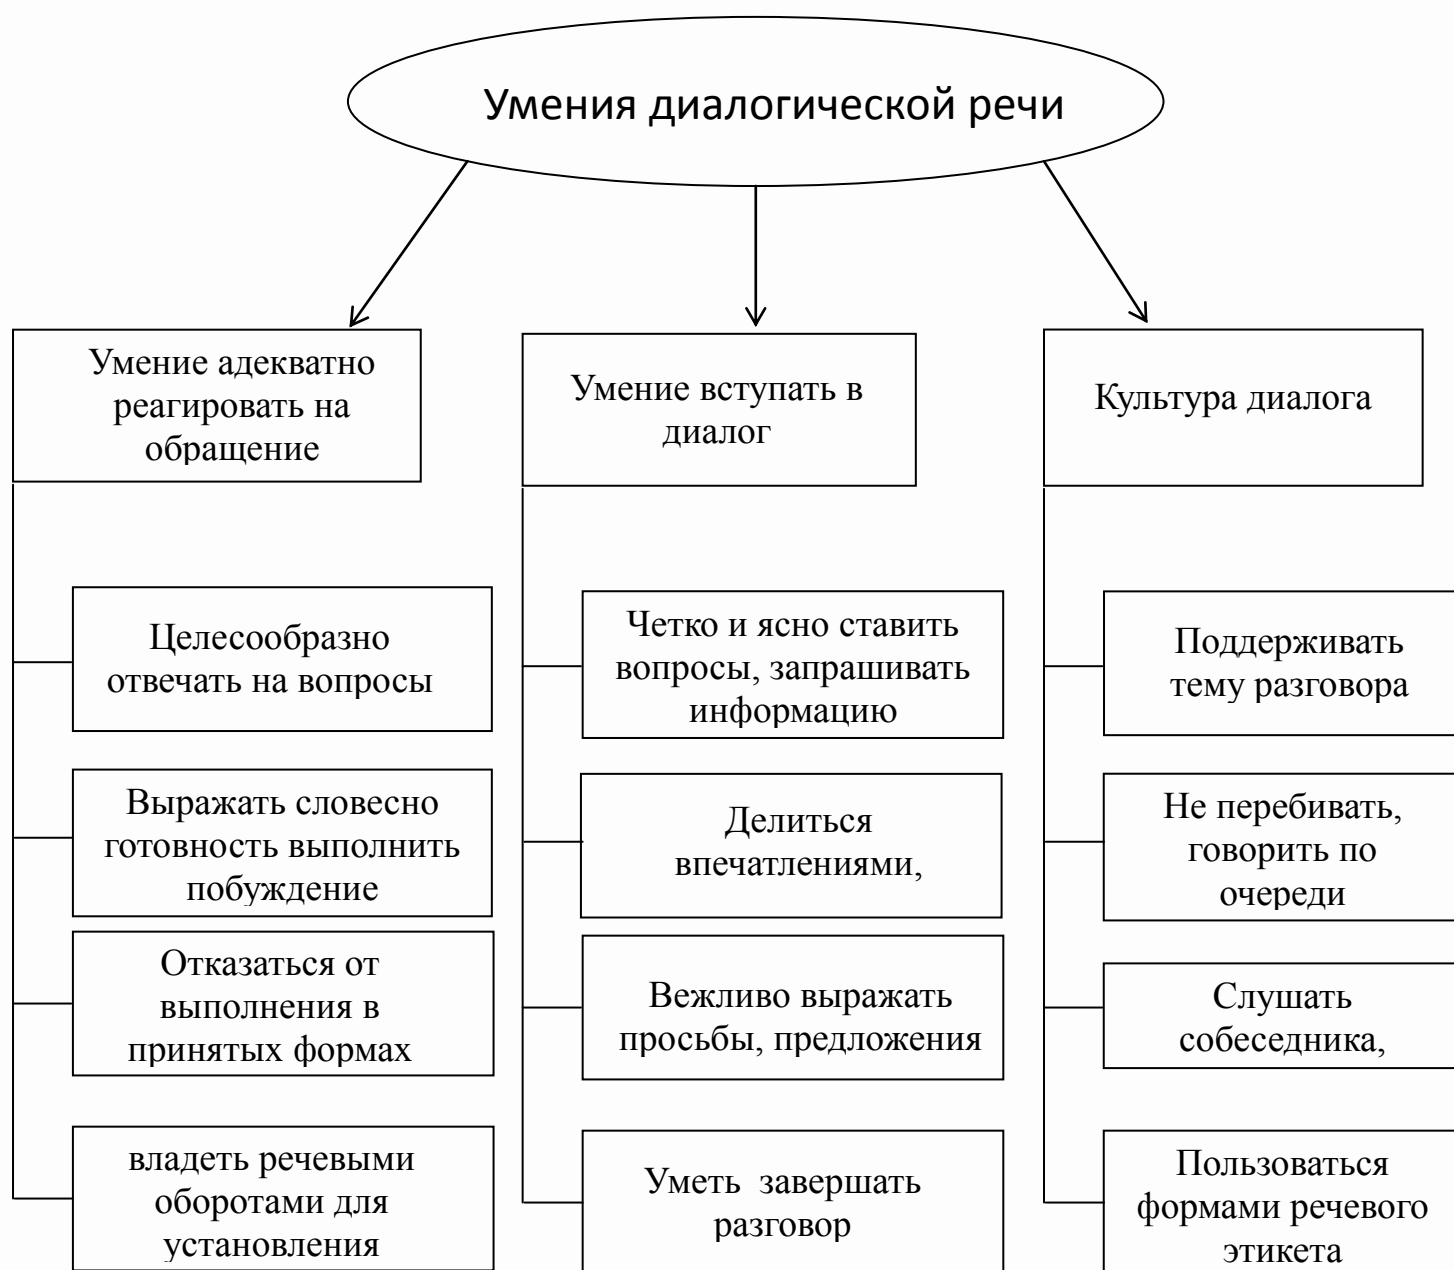 Умения диалогической речи
Умение адекватно
реагировать на
обращение
Умение вступать в
диалог
Культура диалога
Целесообразно
отвечать на вопросы
Четко и ясно ставить
вопросы, запрашивать
информацию
Поддерживать
тему разговора
Выражать словесно
готовность выполнить
побуждение
Делиться
впечатлениями,
Не перебивать,
говорить по
очереди
Отказаться от
выполнения в
принятых формах
Вежливо выражать
просьбы, предложения
Слушать
собеседника,
владеть речевыми
оборотами для
установления
Уметь завершать
разговор
Пользоваться
формами речевого
этикета